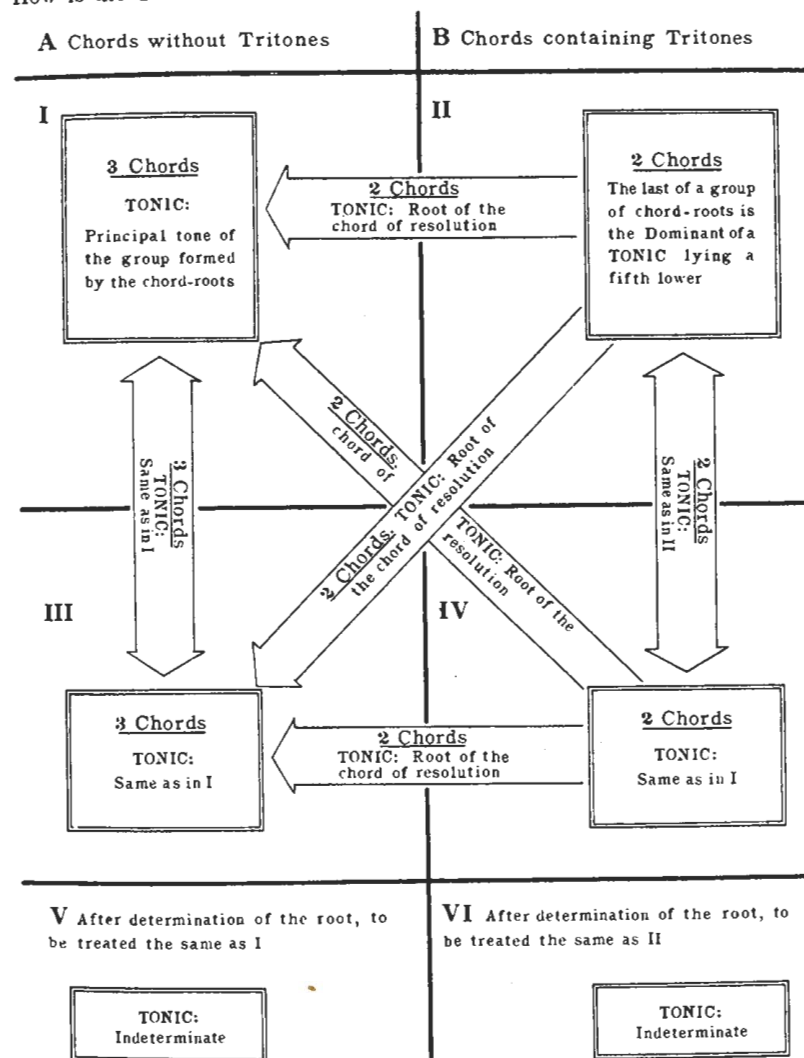 A Chords without Tritones
B Chords containing Tritones
I
3 Chords
TONIC:
Principal tone of
the group formed
by the chord-roots
2 Chords
TONIC: Root of the
chord of resolution
II
2 Chords
The last of a group
of chord-roots is
the Dominant of a
TONIC lying a
fifth lower
3 Chords
TONIC:
Same as in I
2 Chords.
chord of
TONIC: Root of the
resolution
2 Chords. TONIC: Root of
the chord of resolution
2 Chords
TONIC:
Same as in II
III
3 Chords
TONIC:
Same as in I
2 Chords
TONIC: Root of the
chord of resolution
IV
2 Chords
TONIC:
Same as in I
V After determination of the root, to
be treated the same as I
TONIC:
Indeterminate
VI After determination of the root, to
be treated the same as II
TONIC:
Indeterminate